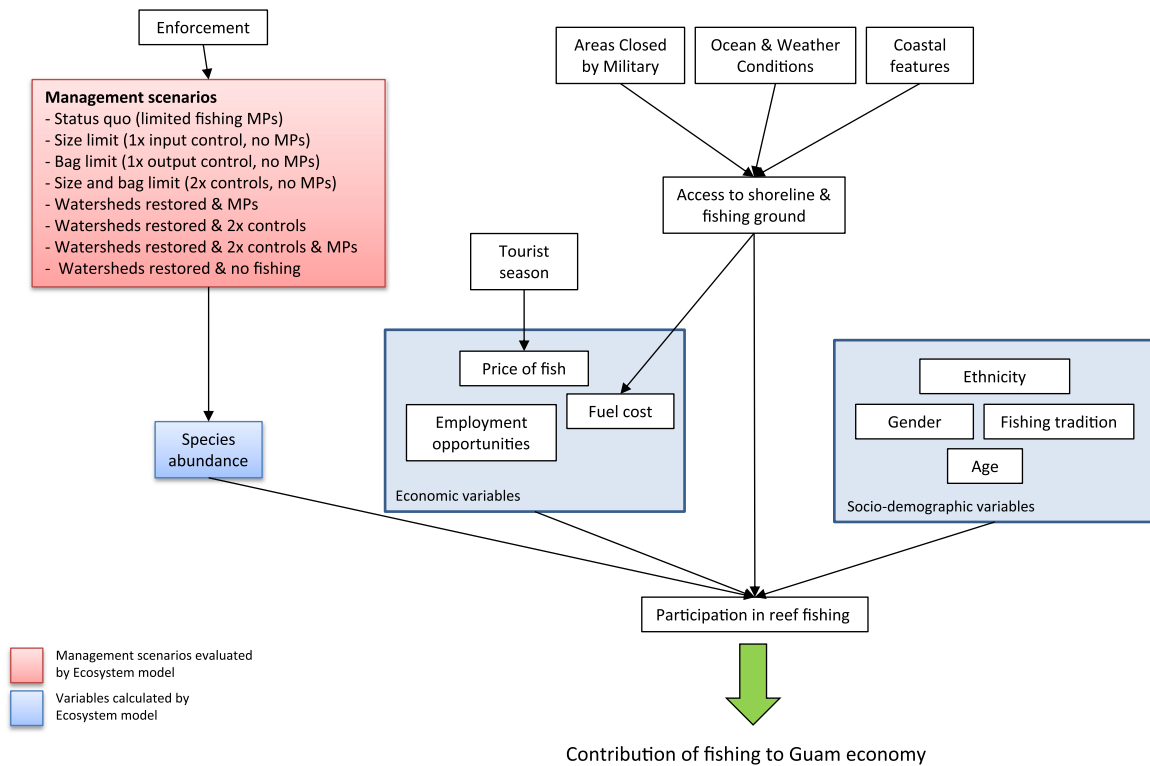 Enforcement
Management scenarios
- Status quo (limited fishing MPs)
- Size limit (1x input control, no MPs)
- Bag limit (1x output control, no MPs)
- Size and bag limit (2x controls, no MPs)
- Watersheds restored & MPs
- Watersheds restored & 2x controls
- Watersheds restored & 2x controls & MPs
-  Watersheds restored & no fishing
Areas Closed
by Military
Ocean & Weather
Conditions
Coastal
features
Access to shoreline &
fishing ground
Tourist
season
Price of fish
Fuel cost
Employment
opportunities
Economic variables
Species
abundance
Ethnicity
Gender
Fishing tradition
Age
Socio-demographic variables
Participation in reef fishing
Management scenarios evaluated
by Ecosystem model
Variables calculated by
Ecosystem model
Contribution of fishing to Guam economy